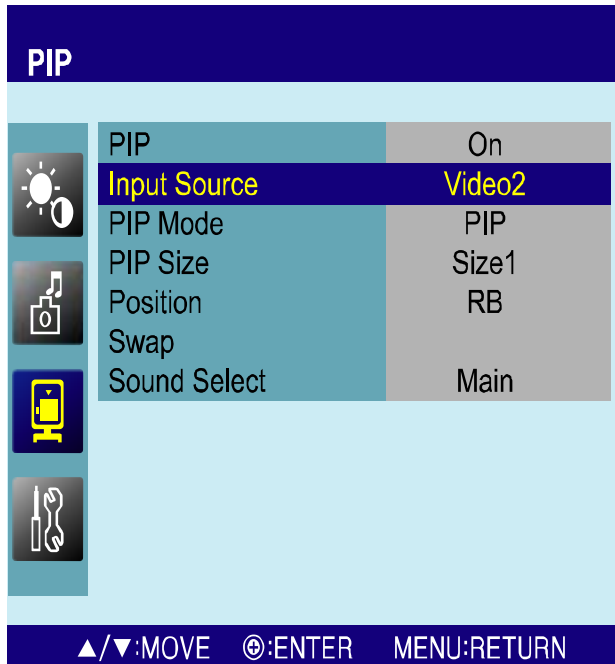 PIP
PIP On
Input Source Video2
PIP Mode PIP
PIP Size Size1
Position RB
Swap
Sound Select Main
▲/▼:MOVE ⊕:ENTER MENU:RETURN